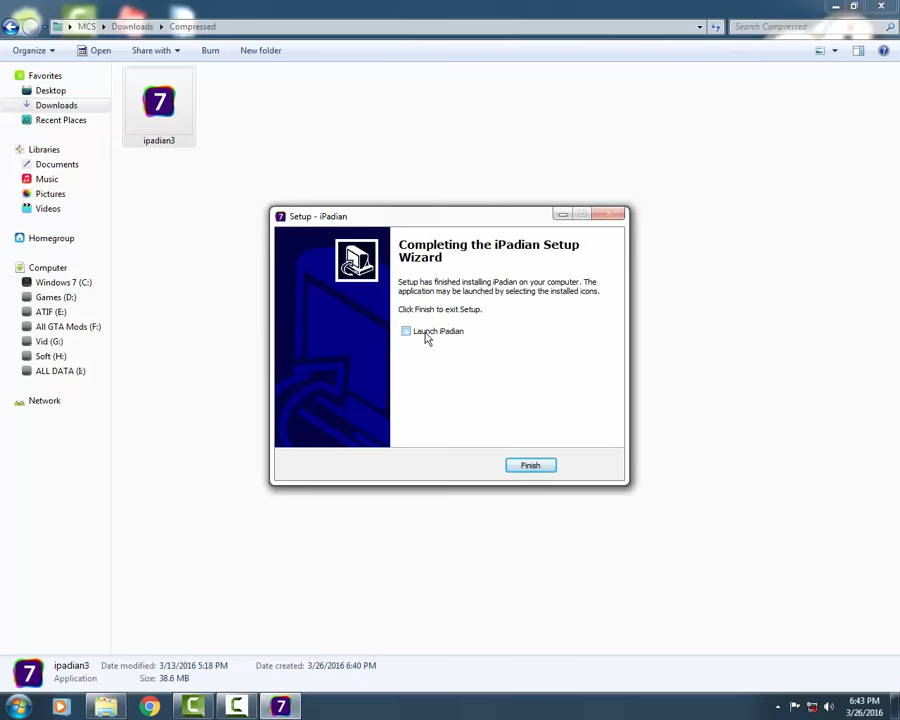 MCS
Downloads
Compressed
Search Compressed
Organize
Open
Share with
Burn
New folder
Favorites
Desktop
Downloads
Recent Places
Libraries
Documents
Music
Pictures
Videos
Homegroup
Computer
Windows 7 (C:)
Games (D:)
ATIF (E:)
All GTA Mods (F:)
Vid (G:)
Soft (H:)
ALL DATA (I:)
Network
7
ipadian3
Setup - iPadian
Completing the iPadian Setup
Wizard
Setup has finished installing iPadian on your computer. The
application may be launched by selecting the installed icons.
Click Finish to exit Setup.
Launch iPadian
Finish
7
ipadian3
Date modified: 3/13/2016 5:18 PM
Date created: 3/26/2016 6:40 PM
Application
Size: 38.6 MB
7
6:43 PM
3/26/2016